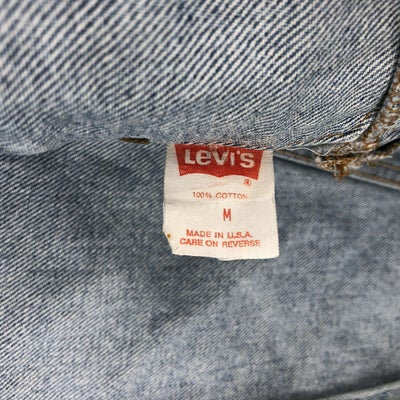 Levi's
®
100% COTTON
M
MADE IN U.S.A.
CARE ON REVERSE